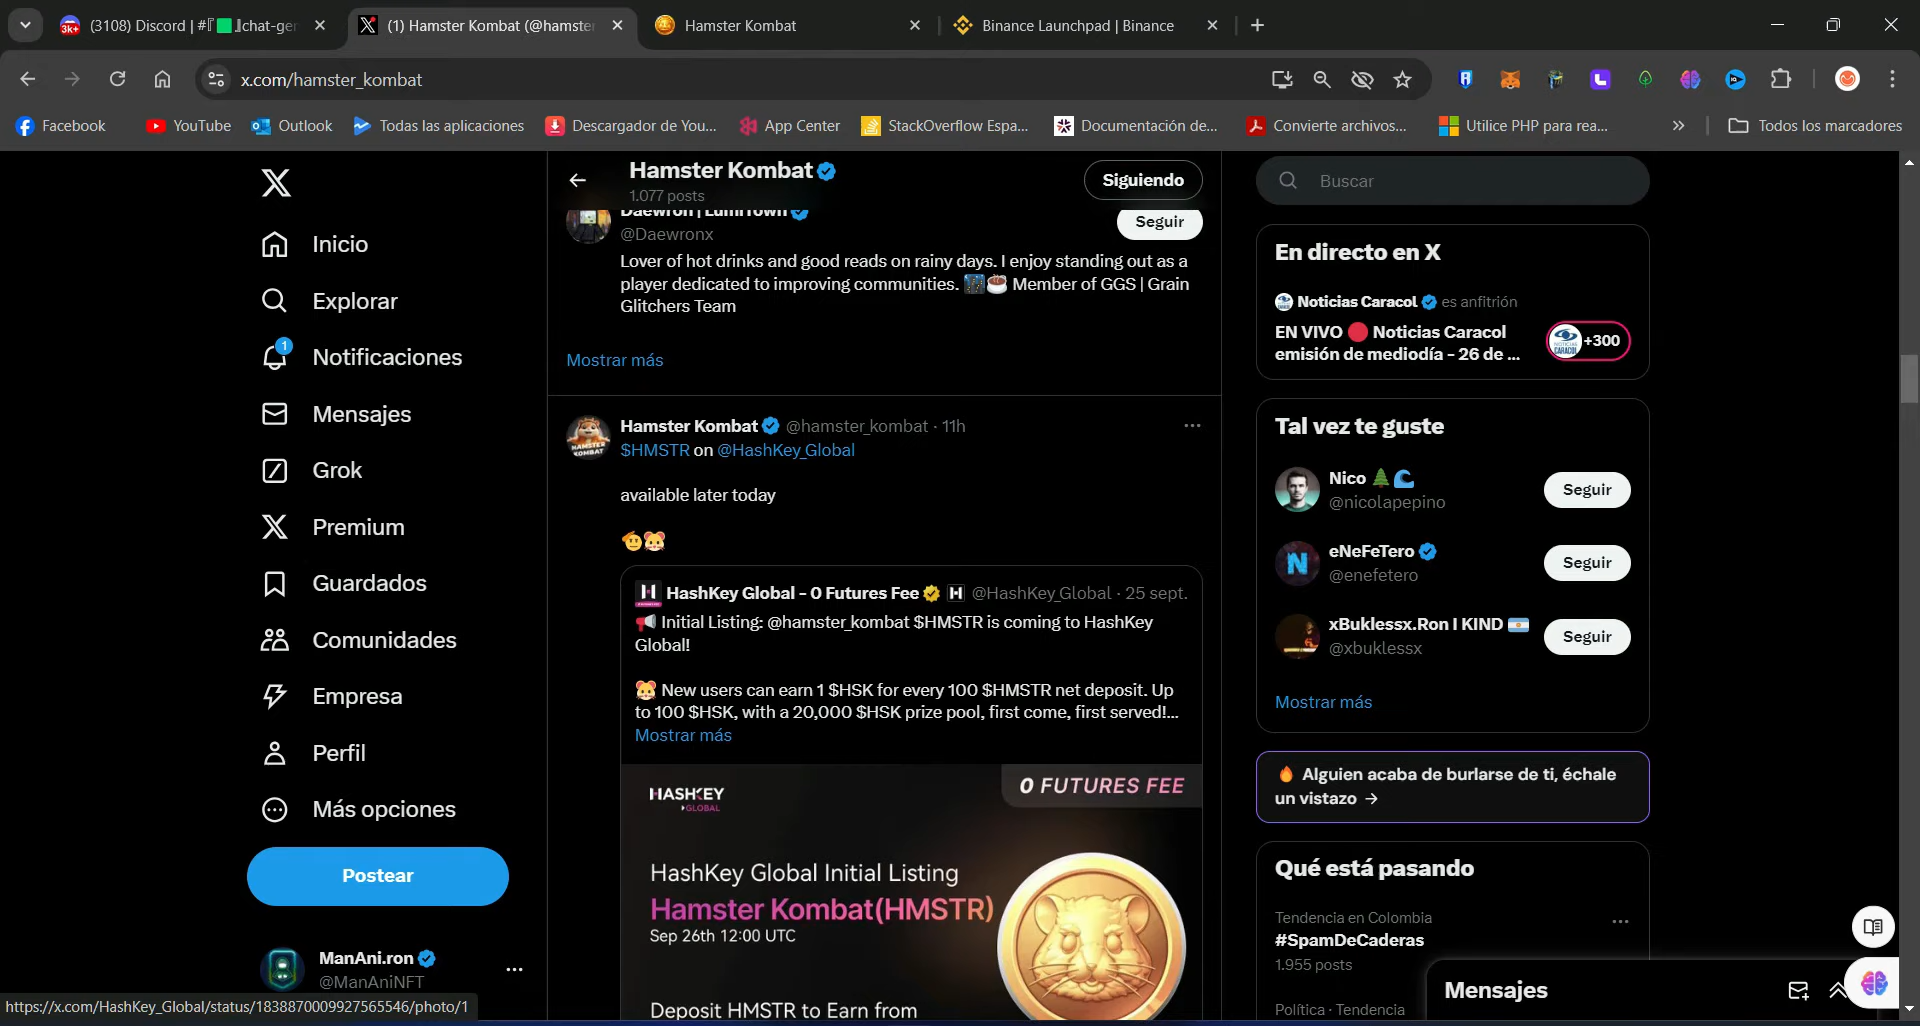 3K+
(3108) Discord | #
chat-ger
(1) Hamster Kombat (@hamster
Hamster Kombat
Binance Launchpad | Binance
x.com/hamster_kombat
Facebook
YouTube
Outlook
Todas las aplicaciones
Descargador de You...
App Center
StackOverflow Espa...
Documentación de...
Convierte archivos...
Utilice PHP para rea...
Todos los marcadores
Inicio
Explorar
1
Notificaciones
Mensajes
Grok
Premium
Guardados
Comunidades
Empresa
Perfil
Más opciones
Postear
ManAni.ron
@ManAniNFT
https://x.com/HashKey_Global/status/1838870009927565546/photo/1
Hamster Kombat
1.077 posts
Siguiendo
Daewron | LumiTown
@Daewronx
Seguir
Lover of hot drinks and good reads on rainy days. I enjoy standing out as a
player dedicated to improving communities. 🌃☕ Member of GGS | Grain
Glitchers Team
Mostrar más
Hamster Kombat @hamster_kombat · 11h
$HMSTR on @HashKey_Global
available later today
🫡🐹
HashKey Global - 0 Futures Fee @HashKey_Global · 25 sept.
📢 Initial Listing: @hamster_kombat $HMSTR is coming to HashKey
Global!
🐹 New users can earn 1 $HSK for every 100 $HMSTR net deposit. Up
to 100 $HSK, with a 20,000 $HSK prize pool, first come, first served!...
Mostrar más
HASHKEY
GLOBAL
0 FUTURES FEE
HashKey Global Initial Listing
Hamster Kombat(HMSTR)
Sep 26th 12:00 UTC
Deposit HMSTR to Earn from
Buscar
En directo en X
Noticias Caracol es anfitrión
EN VIVO 🔴 Noticias Caracol
emisión de mediodía - 26 de ...
+300
Tal vez te guste
Nico 🌲🌊
@nicolapepino
Seguir
eNeFeTero
@enefetero
Seguir
xBuklessx.Ron I KIND 🇦🇷
@xbuklessx
Seguir
Mostrar más
🔥 Alguien acaba de burlarse de ti, échale
un vistazo →
Qué está pasando
Tendencia en Colombia
#SpamDeCaderas
1.955 posts
Política · Tendencia
Mensajes